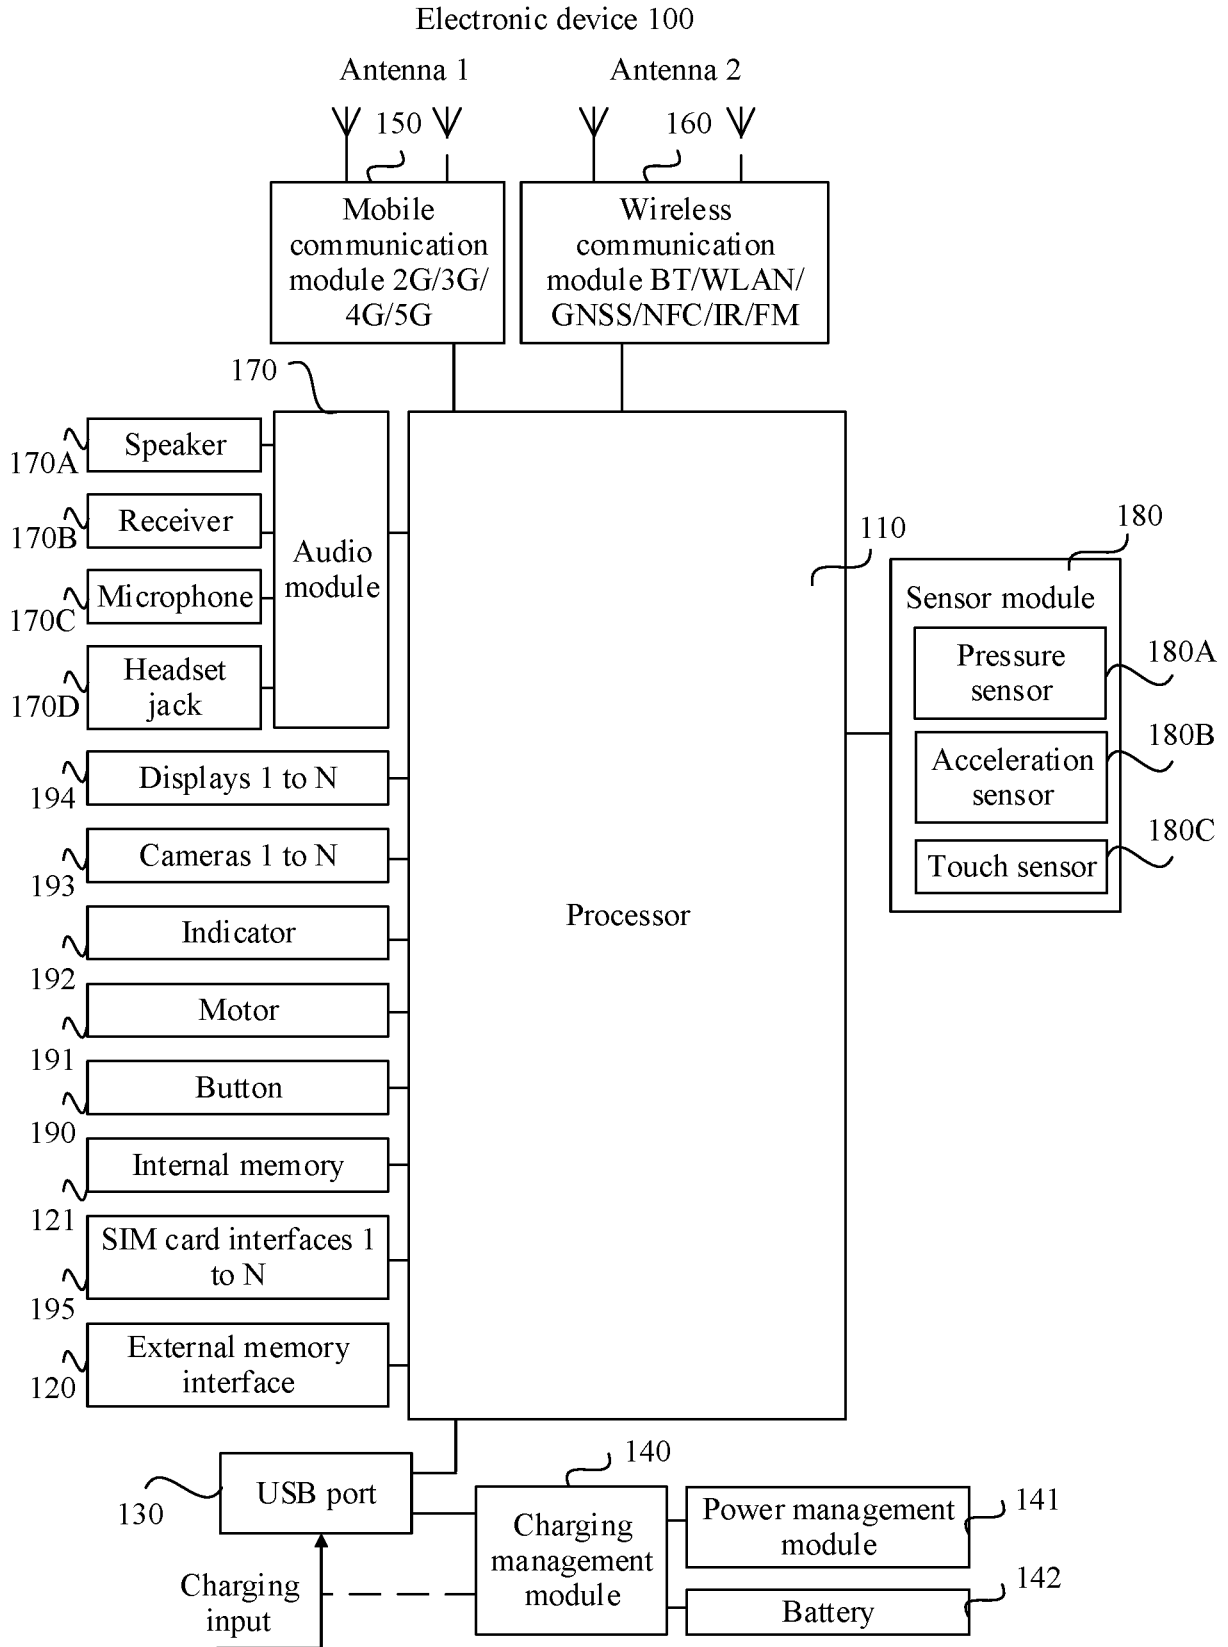 Electronic device 100
Antenna 1
Antenna 2
150
160
Mobile
communication
module 2G/3G/
4G/5G
Wireless
communication
module BT/WLAN/
GNSS/NFC/IR/FM
170
Speaker
170A
Receiver
170B
Microphone
170C
Headset
jack
170D
Audio
module
Displays 1 to N
194
Cameras 1 to N
193
Indicator
192
Motor
191
Button
190
Internal memory
121
SIM card interfaces 1
to N
195
External memory
interface
120
Processor
110
180
Sensor module
Pressure
sensor
180A
Acceleration
sensor
180B
Touch sensor
180C
USB port
130
140
Charging
management
module
Power management
module
141
Battery
142
Charging
input